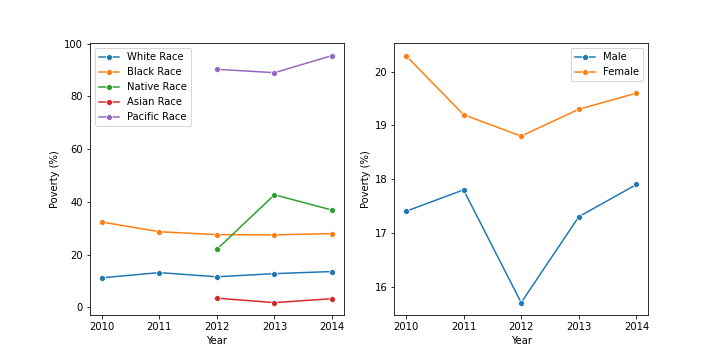 100
80
60
40
20
0
Poverty (%)
White Race
Black Race
Native Race
Asian Race
Pacific Race
2010 2011 2012 2013 2014
Year
20
19
18
17
16
Poverty (%)
Male
Female
2010 2011 2012 2013 2014
Year